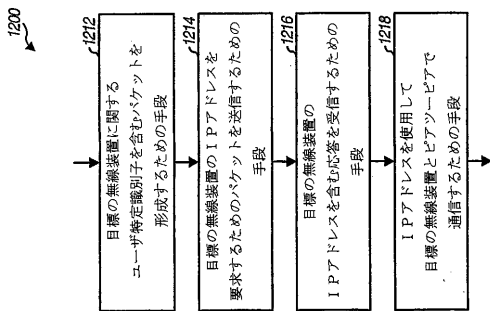 1200
1212
目標の無線装置に関する
ユーザ特定識別子を含むパケットを
形成するための手段
1214
目標の無線装置のIPアドレスを
要求するためのパケットを送信するための
手段
1216
目標の無線装置の
IPアドレスを含む応答を受信するための
手段
1218
IPアドレスを使用して
目標の無線装置とピアツーピアで
通信するための手段